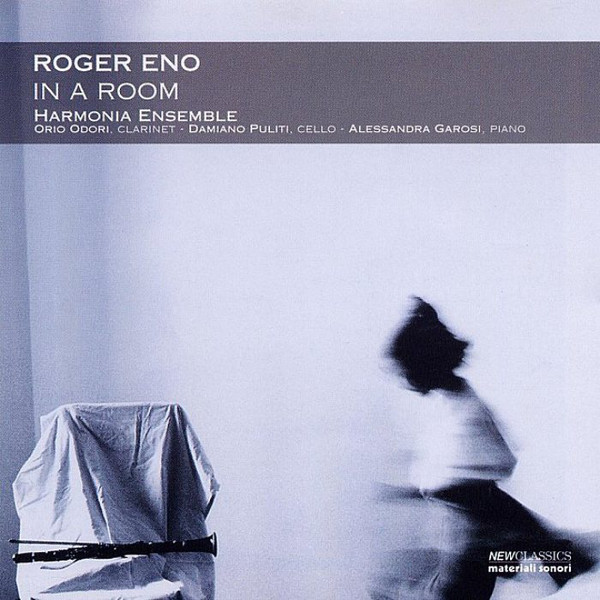 ROGER ENO
IN A ROOM
HARMONIA ENSEMBLE
ORIO ODORI, CLARINET - DAMIANO PULITI, CELLO - ALESSANDRA GAROSI, PIANO
NEWCLASSICS
materiali sonori